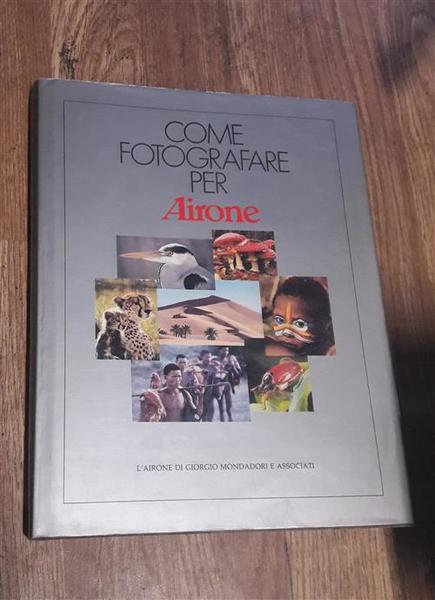 COME
FOTOGRAFARE
PER
Airone
L'AIRONE DI GIORGIO MONDADORI E ASSOCIATI